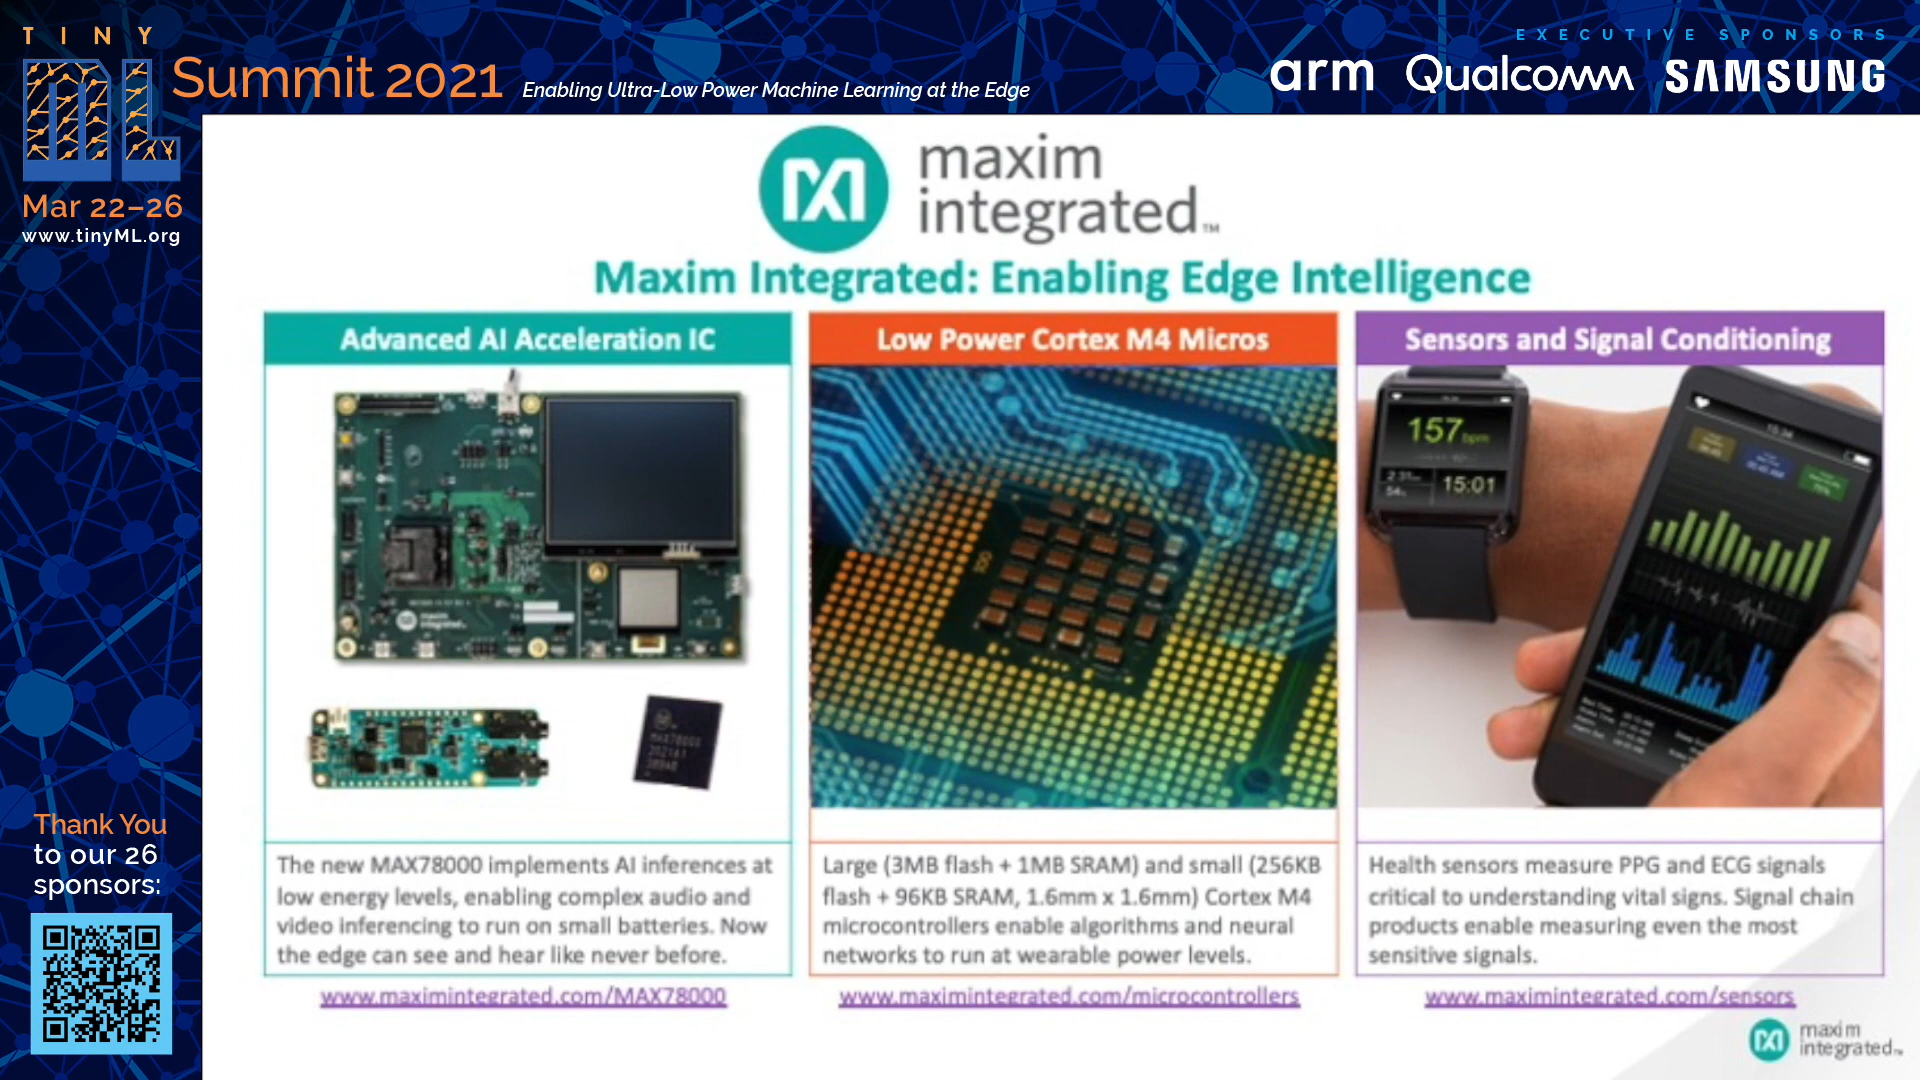 TINY
ML
Summit 2021
Enabling Ultra-Low Power Machine Learning at the Edge
EXECUTIVE SPONSORS
arm Qualcomm SAMSUNG
Mar 22–26
www.tinyML.org
maxim
integrated™
Maxim Integrated: Enabling Edge Intelligence
Advanced AI Acceleration IC
maxim
integrated
MAX78000
The new MAX78000 implements AI inferences at
low energy levels, enabling complex audio and
video inferencing to run on small batteries. Now
the edge can see and hear like never before.
www.maximintegrated.com/MAX78000
Low Power Cortex M4 Micros
Large (3MB flash + 1MB SRAM) and small (256KB
flash + 96KB SRAM, 1.6mm x 1.6mm) Cortex M4
microcontrollers enable algorithms and neural
networks to run at wearable power levels.
www.maximintegrated.com/microcontrollers
Sensors and Signal Conditioning
157 bpm
15:01
Health sensors measure PPG and ECG signals
critical to understanding vital signs. Signal chain
products enable measuring even the most
sensitive signals.
www.maximintegrated.com/sensors
Thank You
to our 26
sponsors:
maxim
integrated™